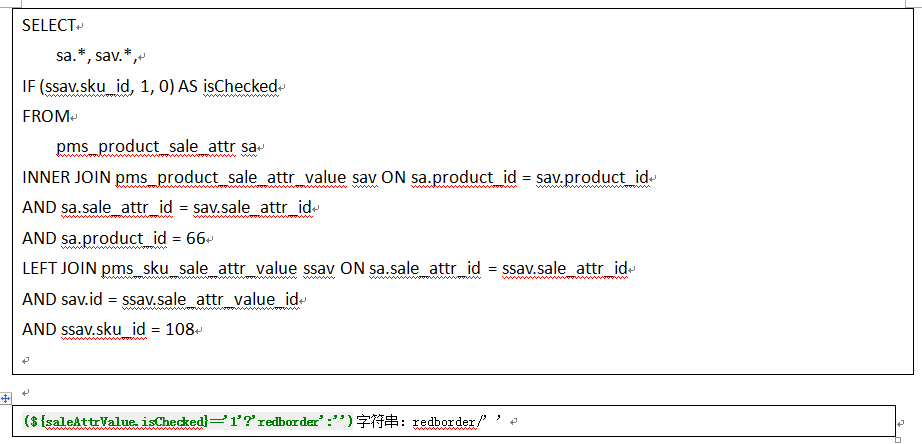 SELECT
sa.*, sav.*,
IF (ssav.sku_id, 1, 0) AS isChecked
FROM
pms_product_sale_attr sa
INNER JOIN pms_product_sale_attr_value sav ON sa.product_id = sav.product_id
AND sa.sale_attr_id = sav.sale_attr_id
AND sa.product_id = 66
LEFT JOIN pms_sku_sale_attr_value ssav ON sa.sale_attr_id = ssav.sale_attr_id
AND sav.id = ssav.sale_attr_value_id
AND ssav.sku_id = 108
(${saleAttrValue.isChecked}=='1'?'redborder':'')字符串：redborder/’ ’